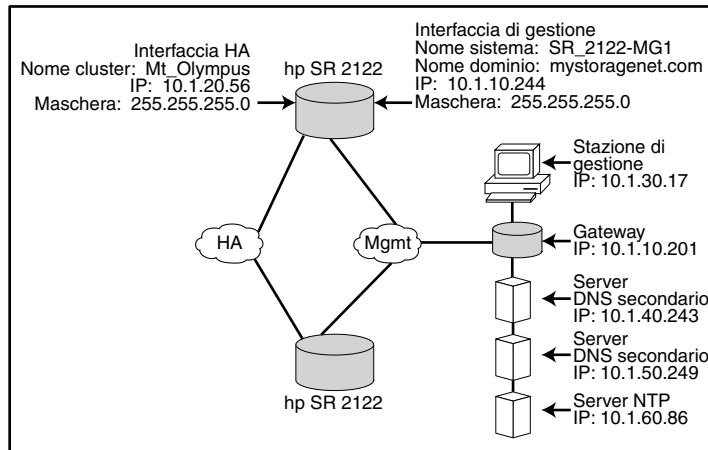 Interfaccia HA
Nome cluster: Mt_Olympus
IP: 10.1.20.56
Maschera: 255.255.255.0
hp SR 2122
Interfaccia di gestione
Nome sistema: SR_2122-MG1
Nome dominio: mystoragenet.com
IP: 10.1.10.244
Maschera: 255.255.255.0
Stazione di
gestione
IP: 10.1.30.17
HA
Mgmt
Gateway
IP: 10.1.10.201
Server
DNS secondario
IP: 10.1.40.243
Server
DNS secondario
IP: 10.1.50.249
Server NTP
IP: 10.1.60.86
hp SR 2122